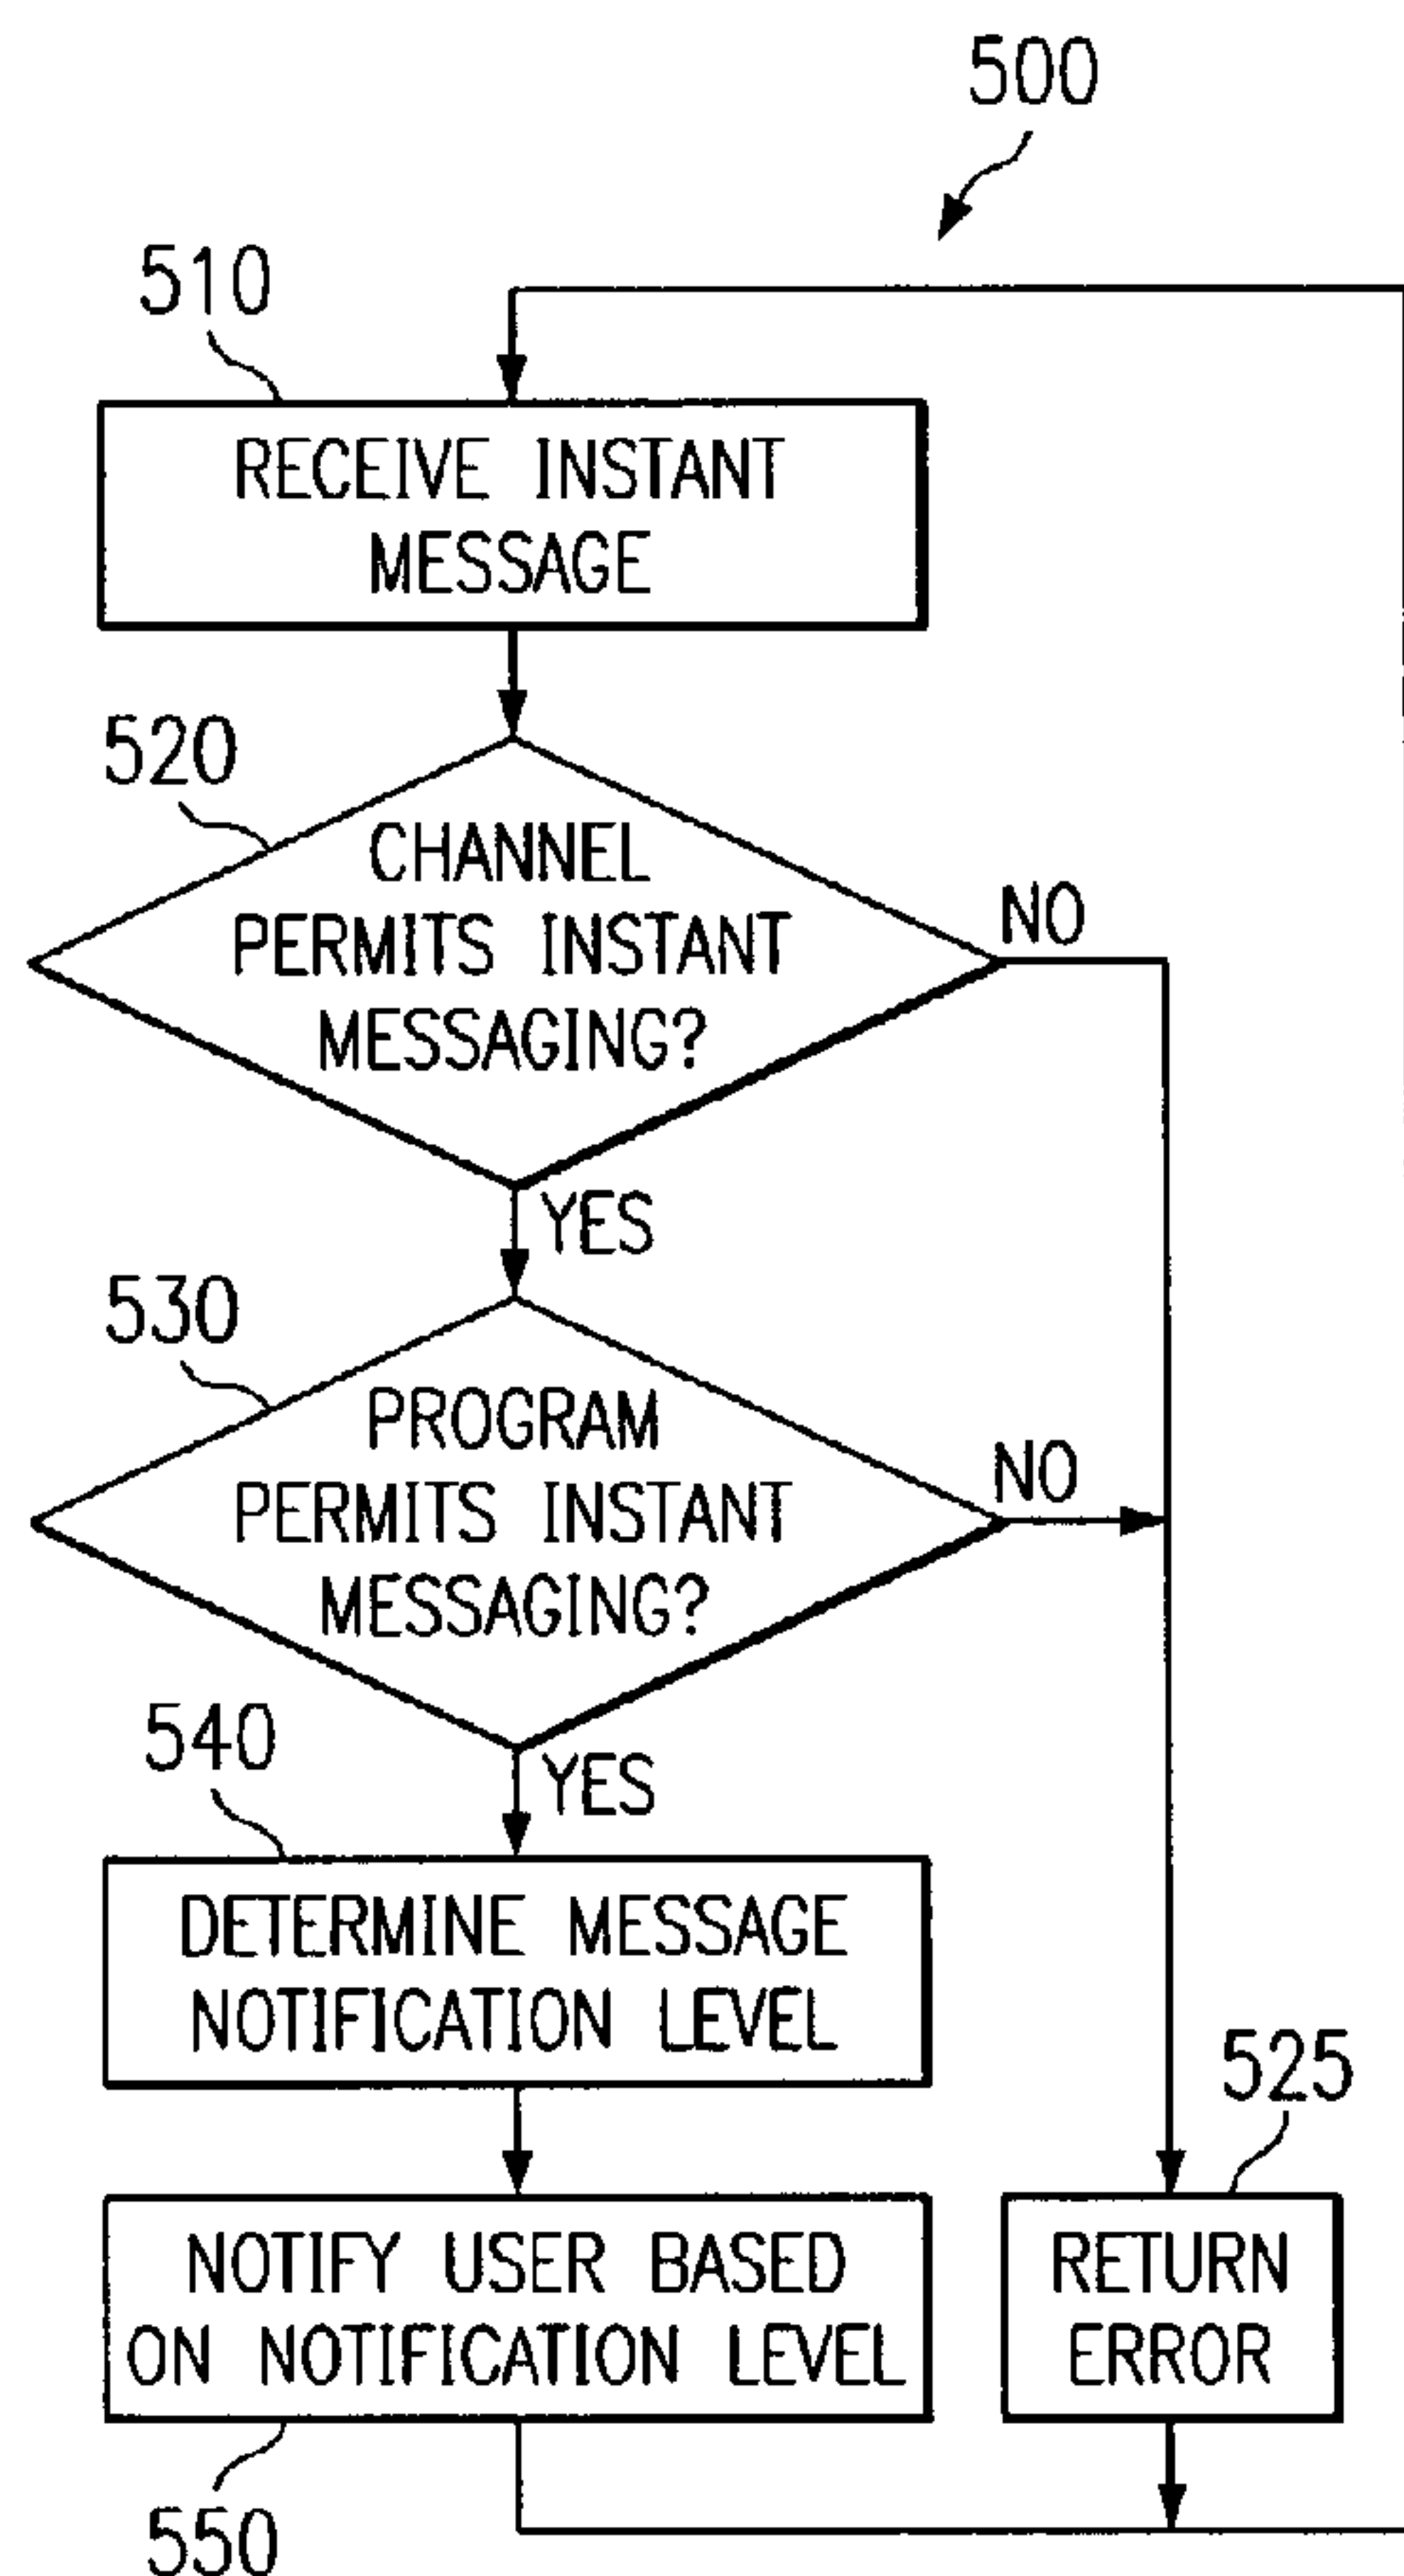 500
510
RECEIVE INSTANT
MESSAGE
520
CHANNEL
PERMITS INSTANT
MESSAGING?
NO
YES
530
PROGRAM
PERMITS INSTANT
MESSAGING?
NO
YES
540
DETERMINE MESSAGE
NOTIFICATION LEVEL
525
NOTIFY USER BASED
ON NOTIFICATION LEVEL
RETURN
ERROR
550